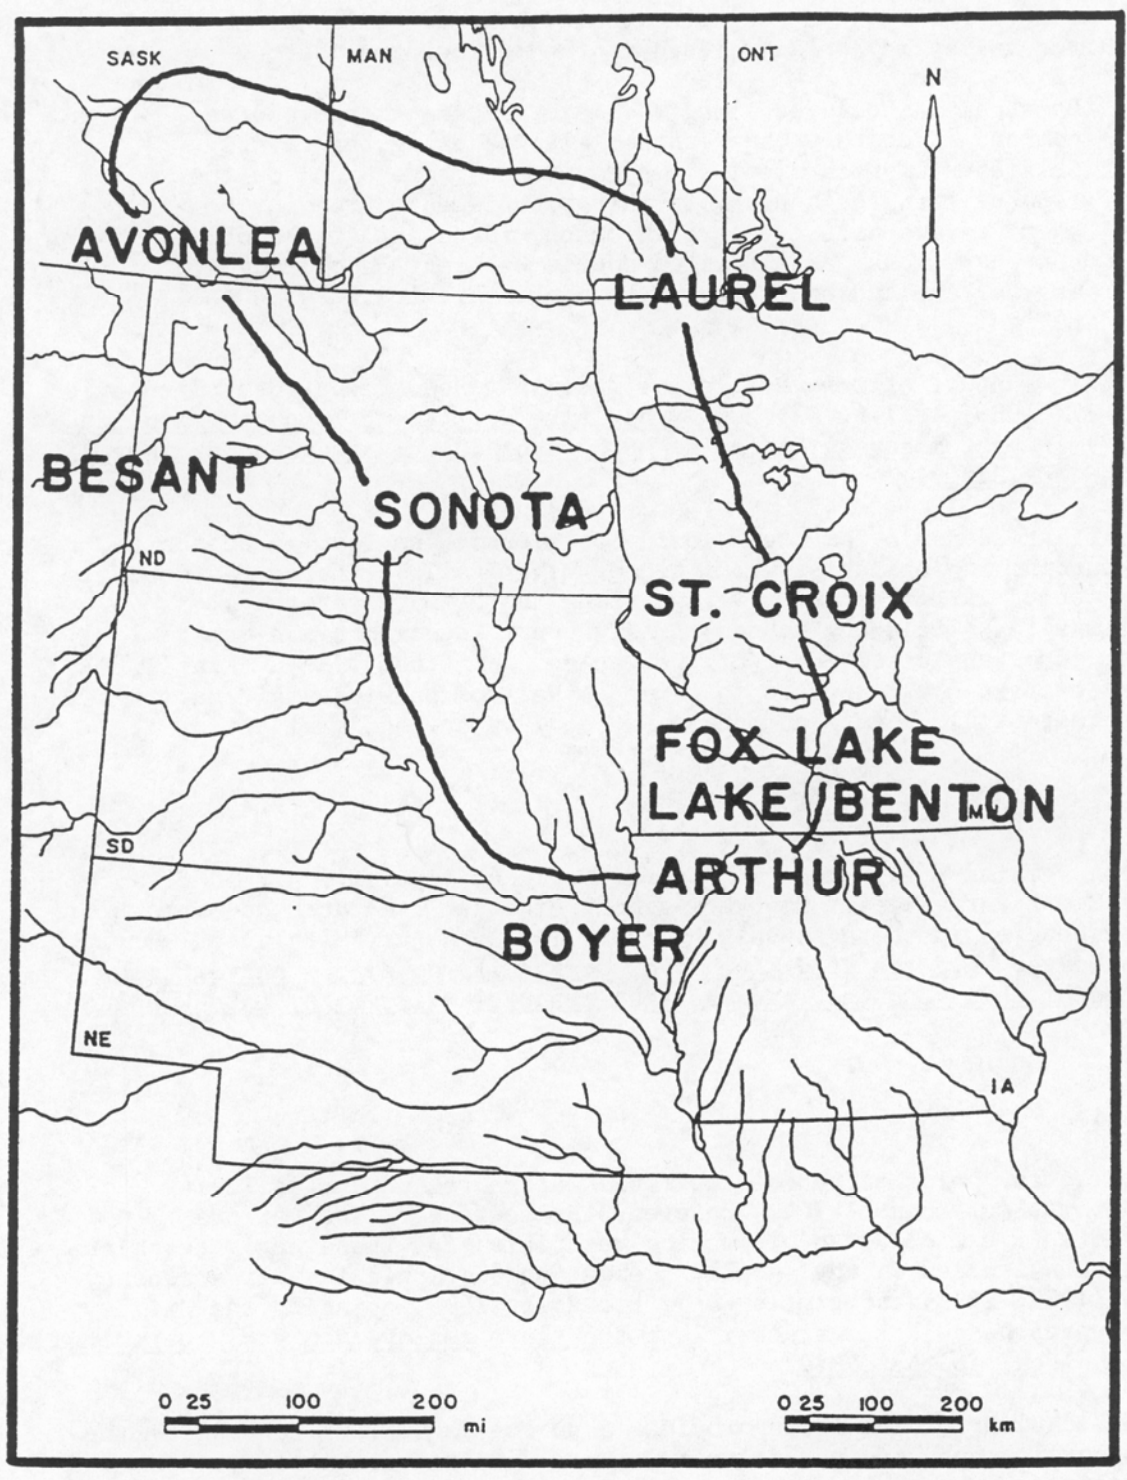 SASK
MAN
ONT
N
AVONLEA
LAUREL
BESANT
SONOTA
ND
ST. CROIX
FOX LAKE
LAKE BENTON
SD
ARTHUR
BOYER
NE
IA
0 25 100 200 mi
0 25 100 200 km